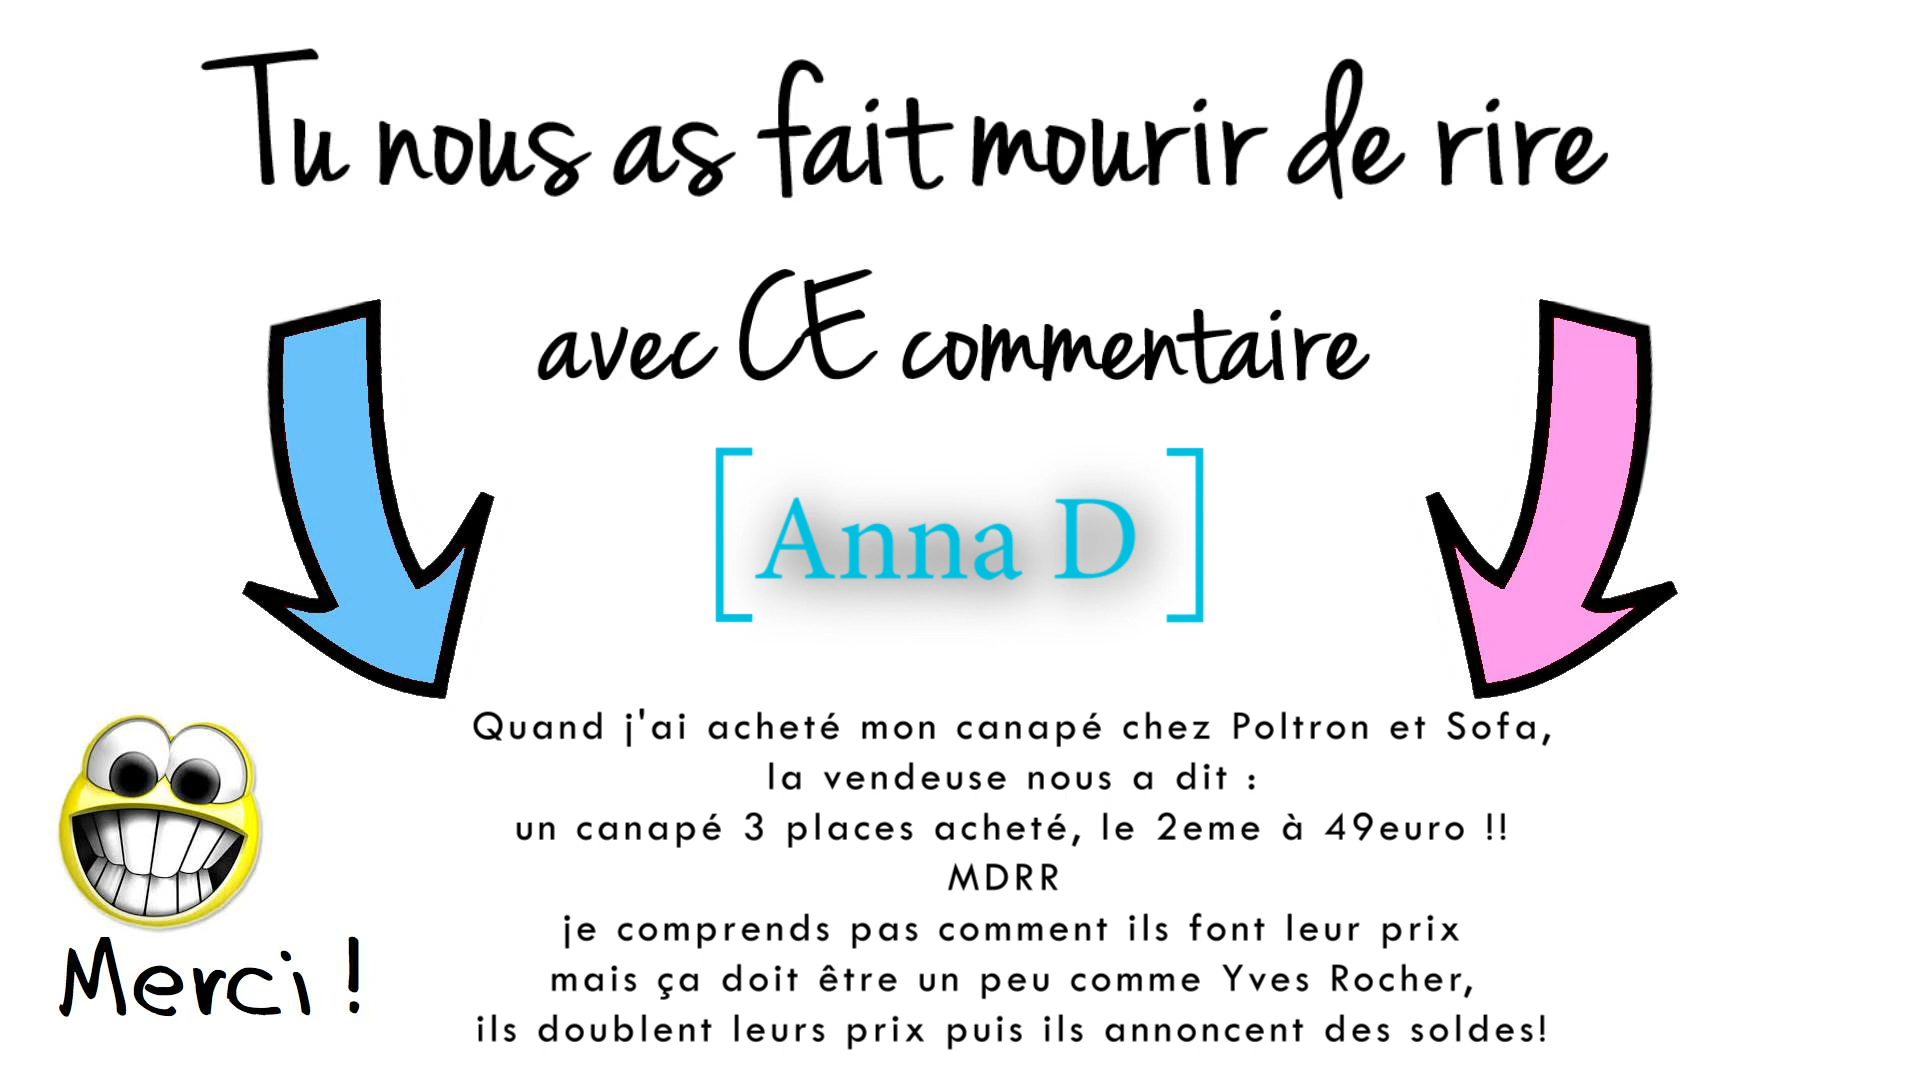 Tu nous as fait mourir de rire
avec CE commentaire
[Anna D]
Quand j'ai acheté mon canapé chez Poltron et Sofa,
la vendeuse nous a dit :
un canapé 3 places acheté, le 2eme à 49euro !!
MDRR
je comprends pas comment ils font leur prix
mais ça doit être un peu comme Yves Rocher,
ils doublent leurs prix puis ils annoncent des soldes!
Merci !